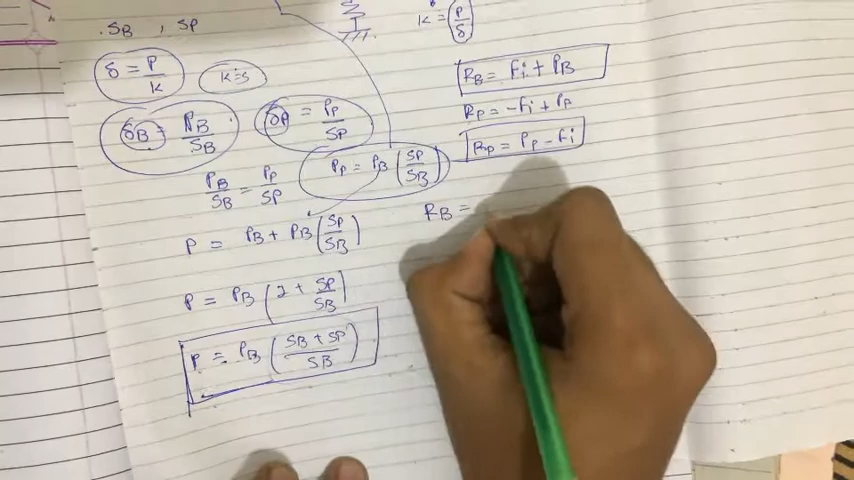 SB , SP
δ = P/k
k=s
δB = PB/SB
δP = PP/SP
PB/SB = PP/SP
PP = PB (SP/SB)
P = PB + PB (SP/SB)
P = PB (2 + SP/SB)
P = PB (SB + SP/SB)
k = (P/δ)
RB = Fi + PB
RP = -Fi + PP
RP = PP - Fi
RB =